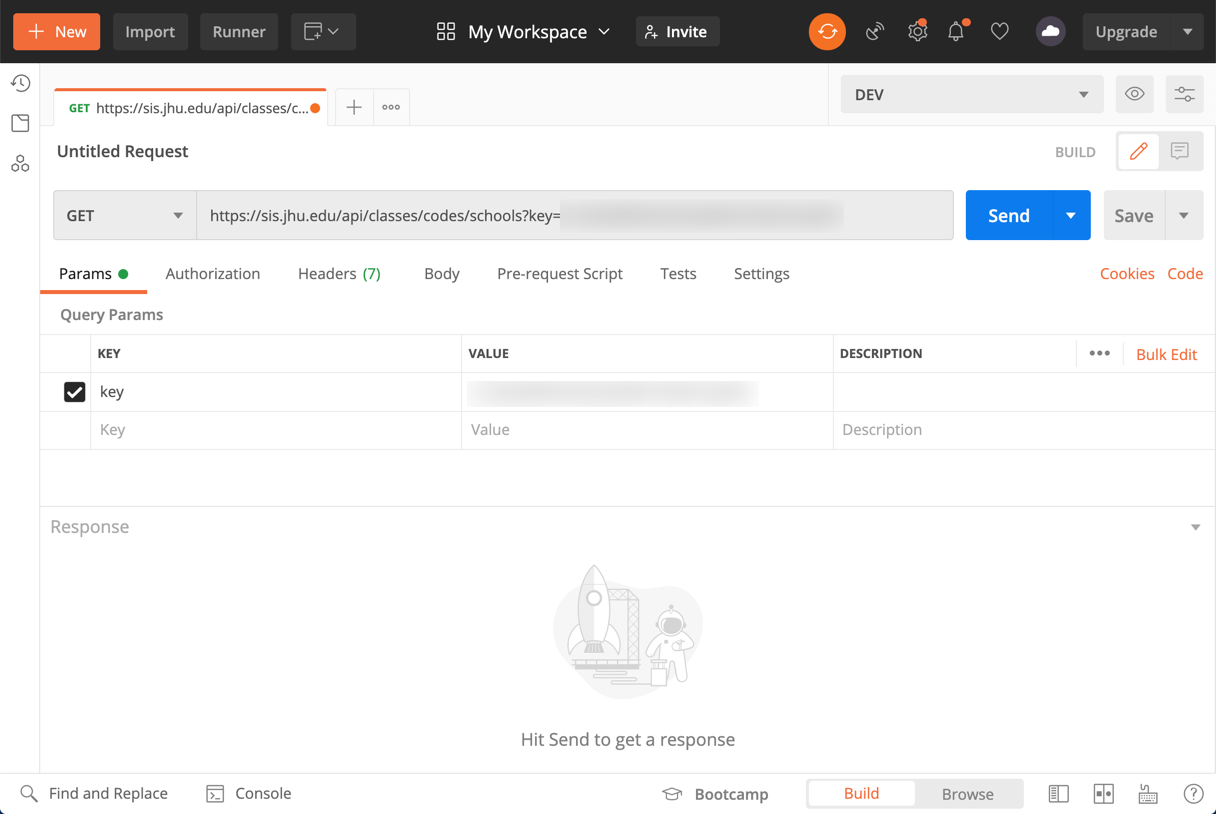 New Import Runner My Workspace Invite Upgrade
GET https://sis.jhu.edu/api/classes/c... DEV
Untitled Request BUILD
GET https://sis.jhu.edu/api/classes/codes/schools?key= Send Save
Params Authorization Headers (7) Body Pre-request Script Tests Settings Cookies Code
Query Params
KEY VALUE DESCRIPTION Bulk Edit
key
Key Value Description
Response
Hit Send to get a response
Find and Replace Console Bootcamp Build Browse